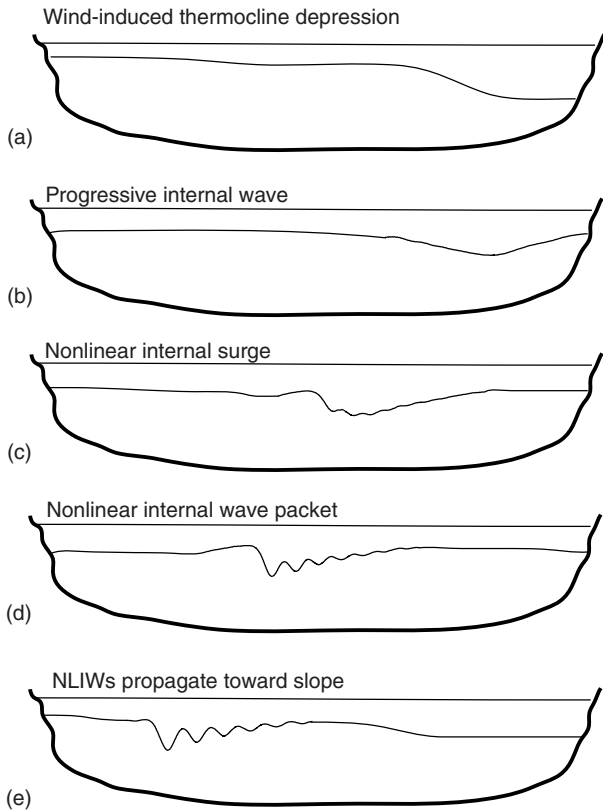 Wind-induced thermocline depression
(a)
Progressive internal wave
(b)
Nonlinear internal surge
(c)
Nonlinear internal wave packet
(d)
NLIWs propagate toward slope
(e)